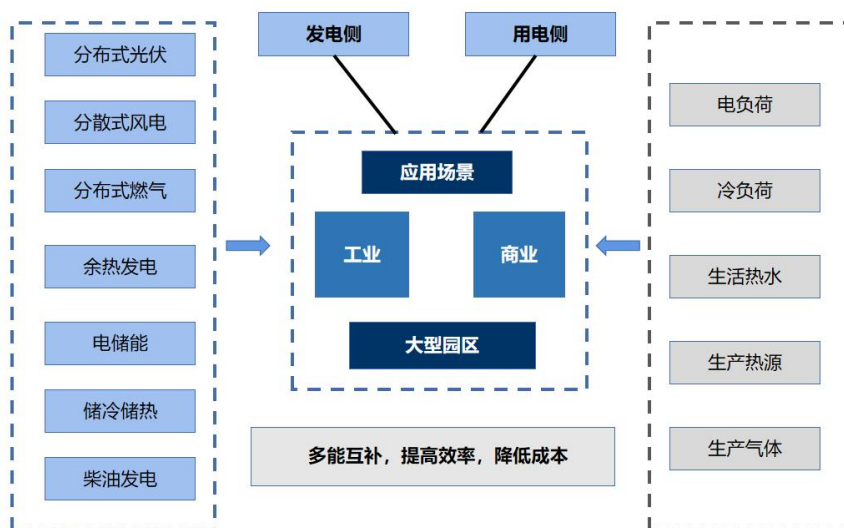 发电侧
用电侧
分布式光伏
分散式风电
分布式燃气
余热发电
电储能
储冷储热
柴油发电
应用场景
工业
商业
大型园区
多能互补，提高效率，降低成本
电负荷
冷负荷
生活热水
生产热源
生产气体